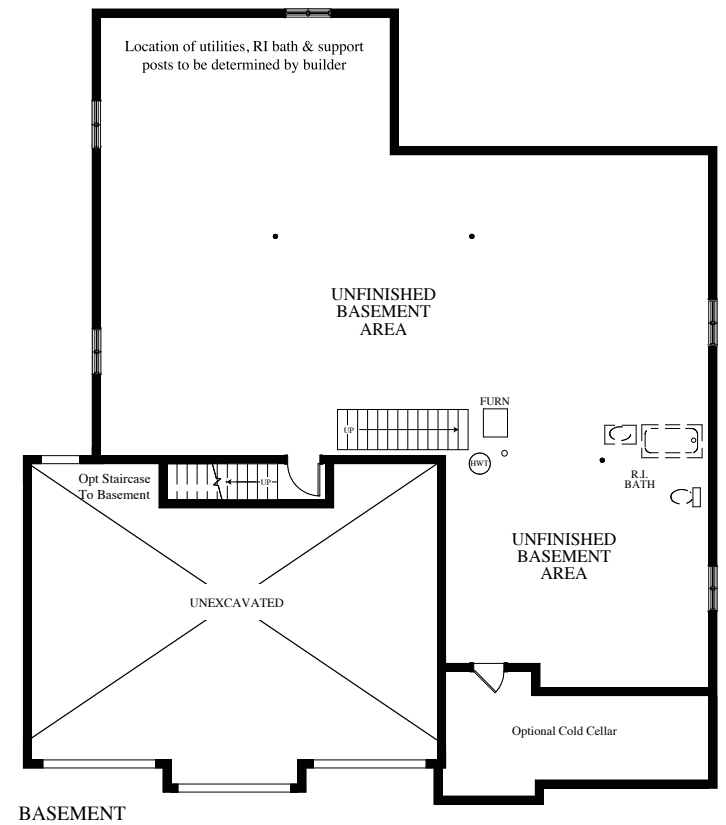 Location of utilities, RI bath & support
posts to be determined by builder
UNFINISHED
BASEMENT
AREA
FURN
UP
HWT
R.I.
BATH
Opt Staircase
To Basement
UP
UNFINISHED
BASEMENT
AREA
UNEXCAVATED
Optional Cold Cellar
BASEMENT